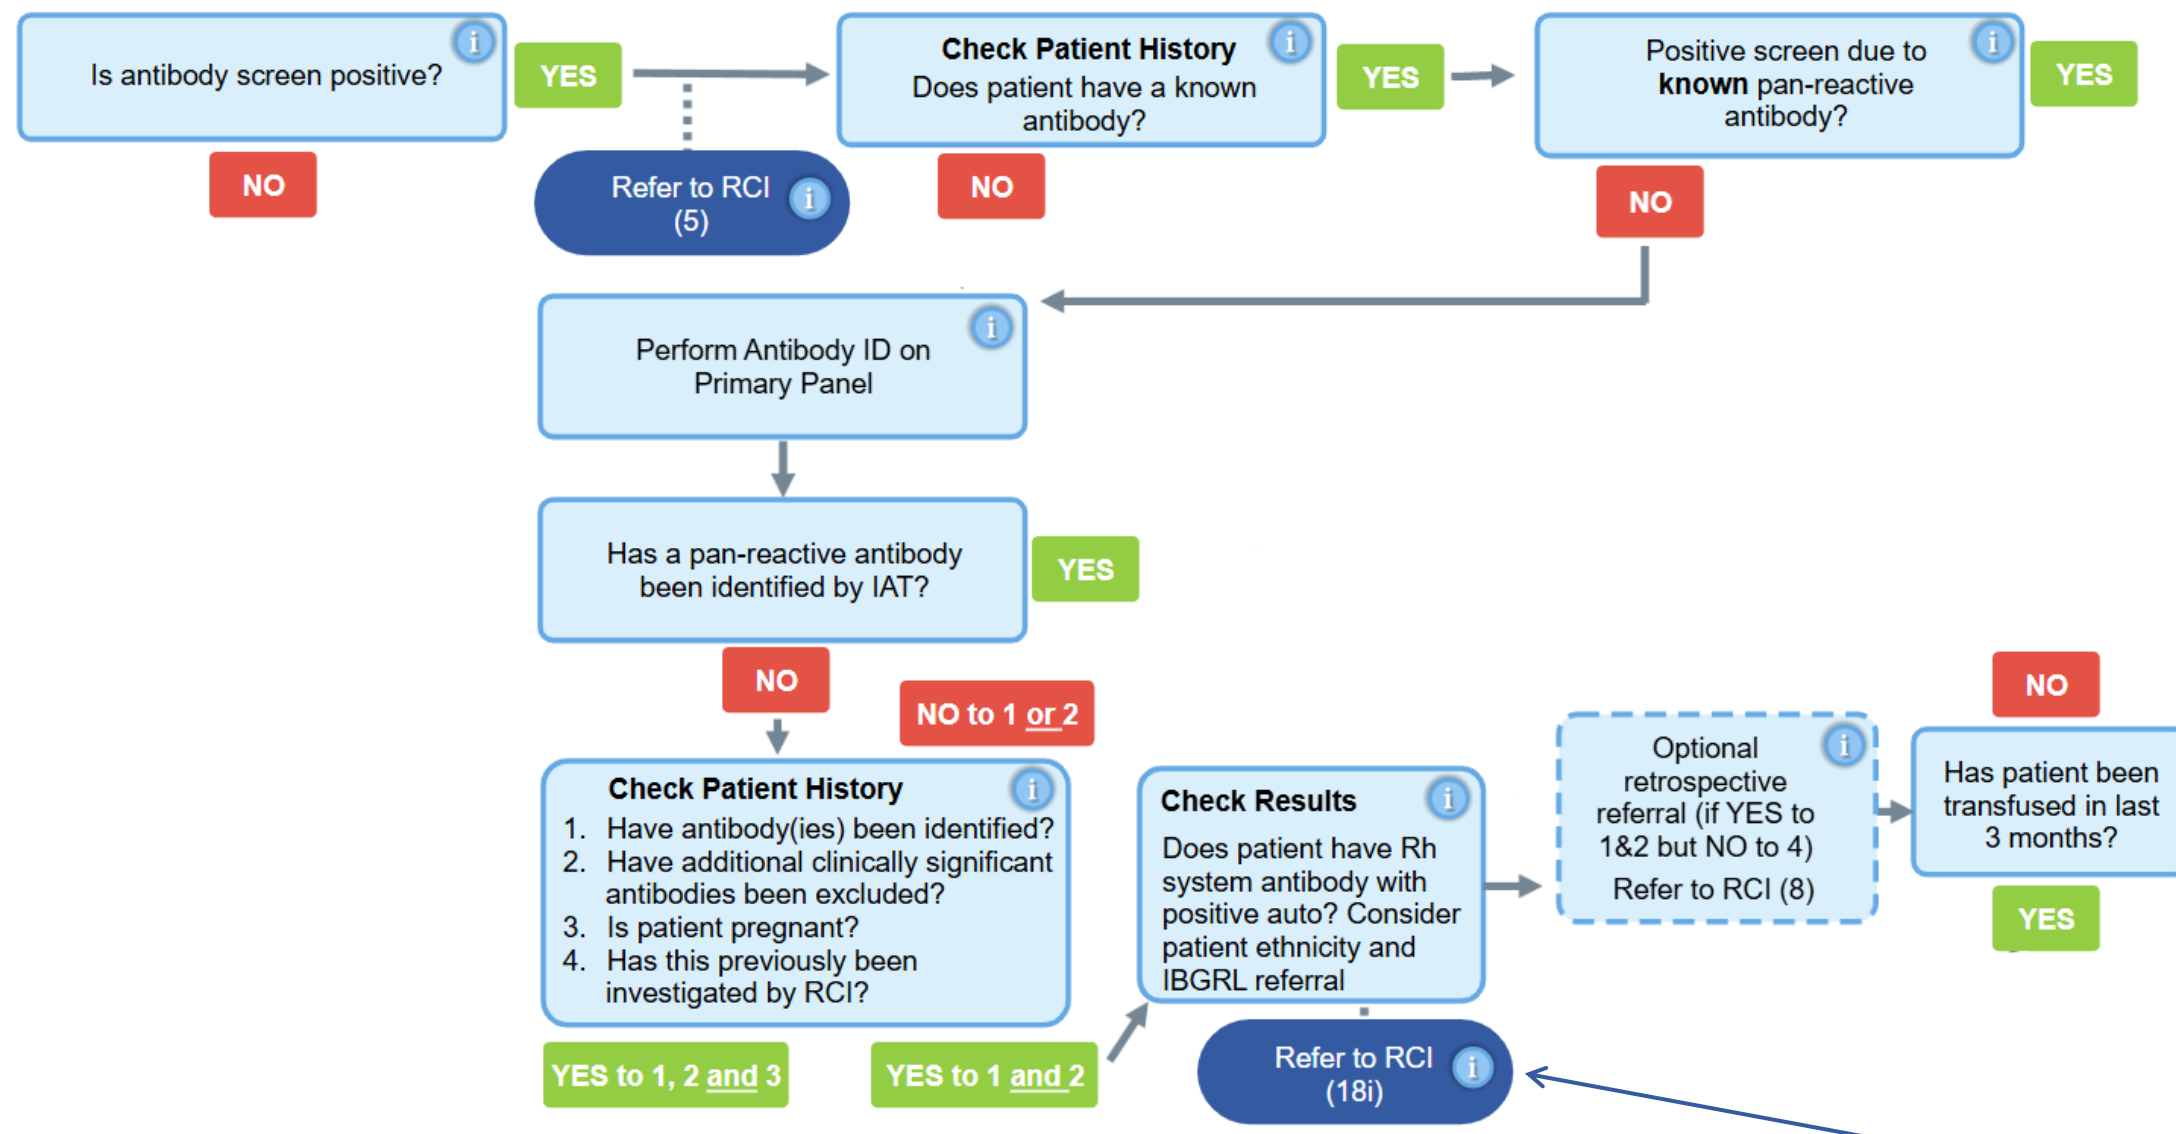 Is antibody screen positive?
YES
NO
Refer to RCI
(5)
Check Patient History
Does patient have a known
antibody?
YES
NO
Positive screen due to
known pan-reactive
antibody?
YES
NO
Perform Antibody ID on
Primary Panel
Has a pan-reactive antibody
been identified by IAT?
YES
NO
NO to 1 or 2
Check Patient History
1. Have antibody(ies) been identified?
2. Have additional clinically significant
antibodies been excluded?
3. Is patient pregnant?
4. Has this previously been
investigated by RCI?
YES to 1, 2 and 3
YES to 1 and 2
Check Results
Does patient have Rh
system antibody with
positive auto? Consider
patient ethnicity and
IBGRL referral
Refer to RCI
(18i)
Optional
retrospective
referral (if YES to
1&2 but NO to 4)
Refer to RCI (8)
NO
Has patient been
transfused in last
3 months?
YES